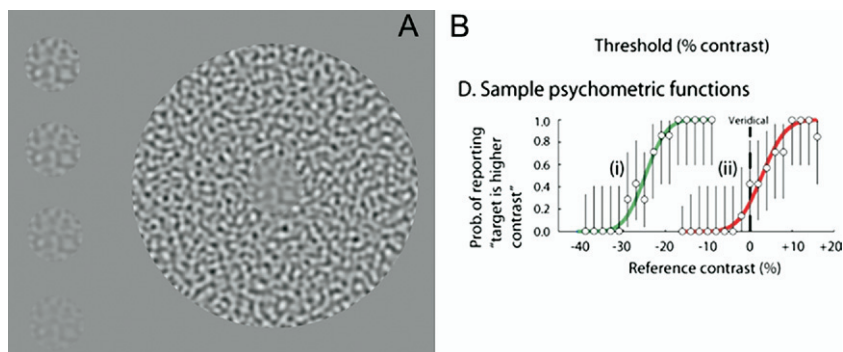 A
B
Threshold (% contrast)
D. Sample psychometric functions
Prob. of reporting
"target is higher
contrast"
1.0
0.8
0.6
0.4
0.2
0.0
Veridical
(i)
(ii)
-40 -30 -20 -10 0 +10 +20
Reference contrast (%)